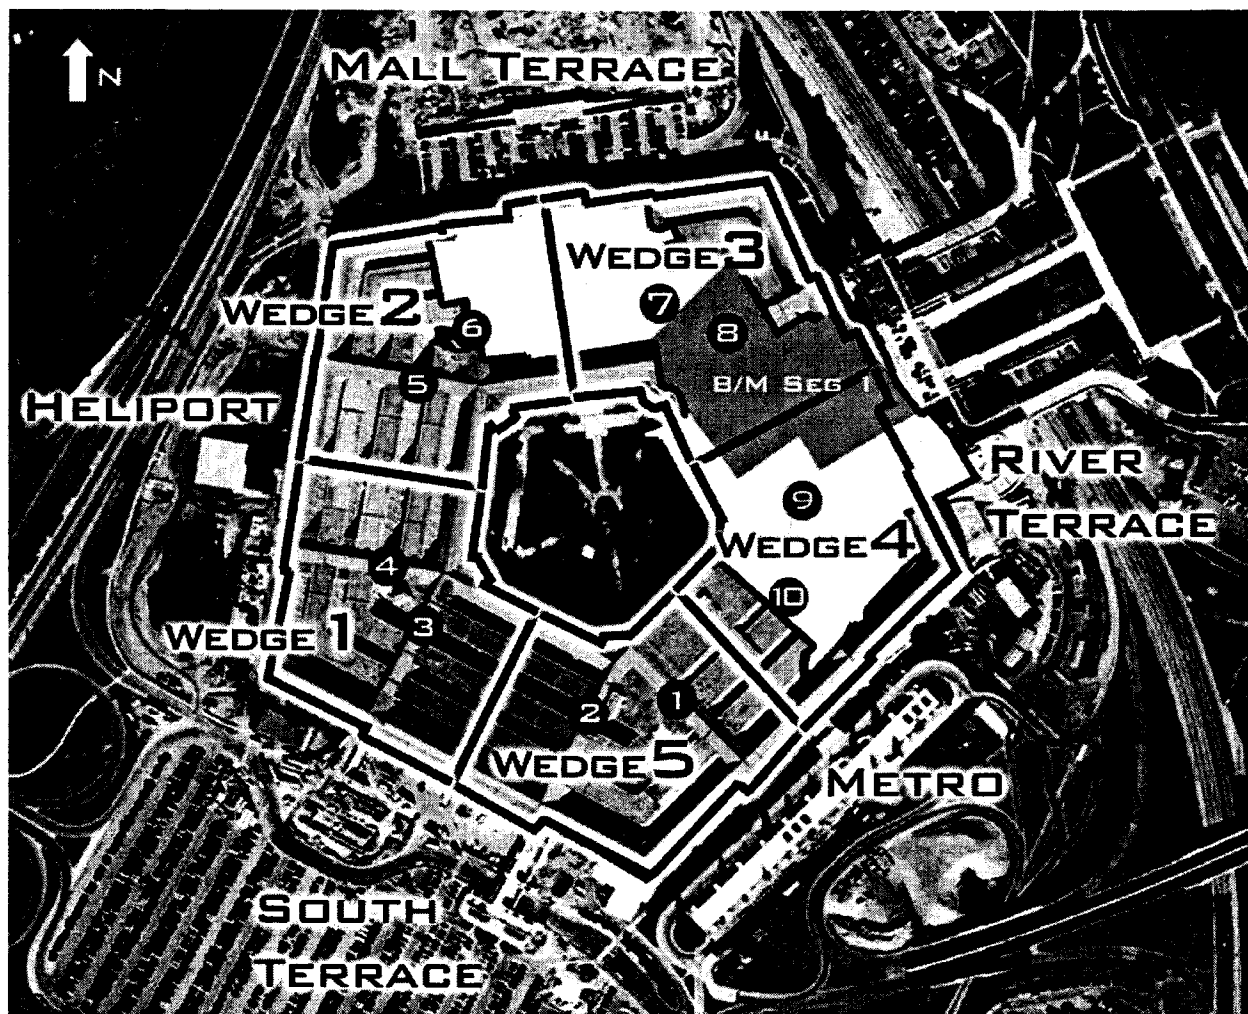 N
MALL TERRACE
WEDGE 3
WEDGE 2
7
6
8
5
B/M SEG 1
HELIPORT
RIVER
TERRACE
9
WEDGE 4
4
10
3
WEDGE 1
1
2
WEDGE 5
METRO
SOUTH
TERRACE